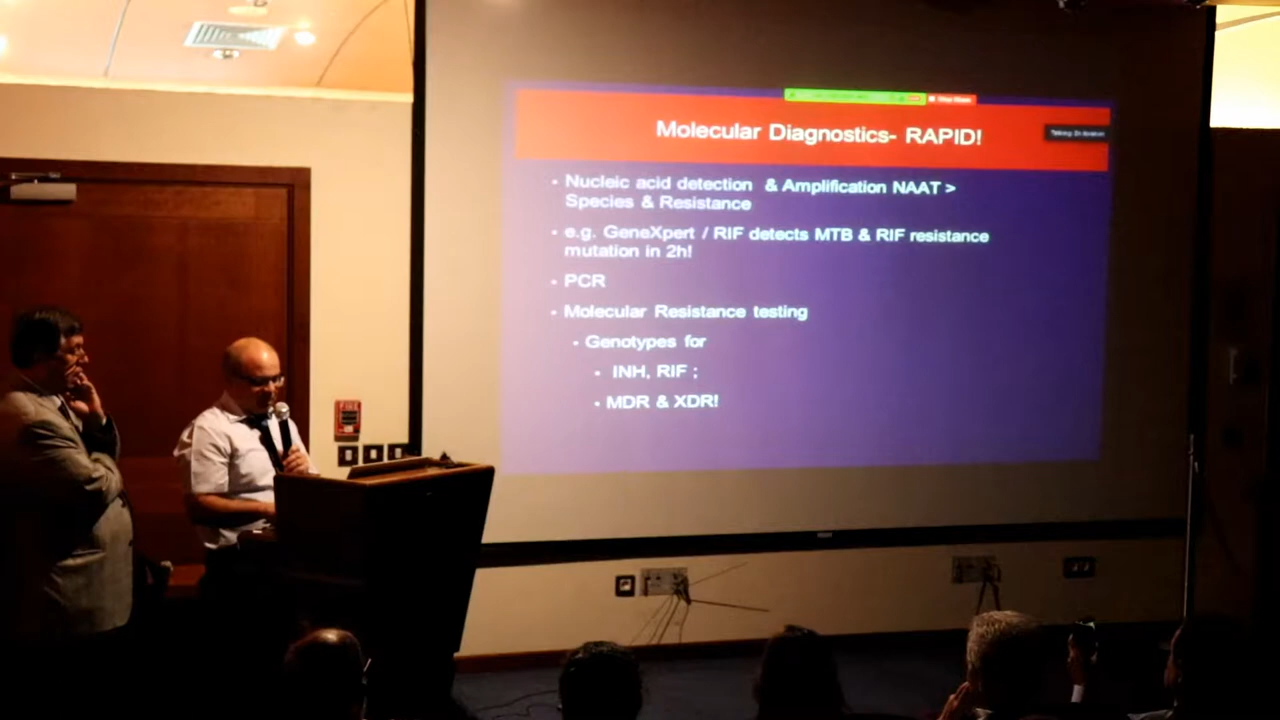 Molecular Diagnostics- RAPID!
• Nucleic acid detection & Amplification NAAT >
Species & Resistance
• e.g. GeneXpert / RIF detects MTB & RIF resistance
mutation in 2h!
• PCR
• Molecular Resistance testing
• Genotypes for
• INH, RIF ;
• MDR & XDR!
FIRE